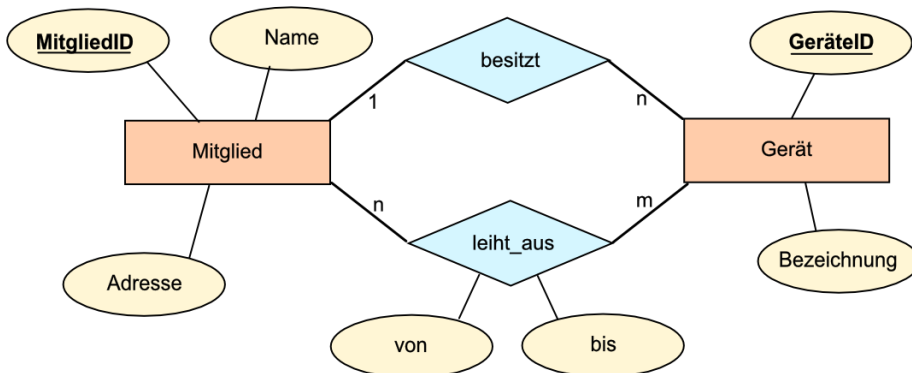 MitgliedID
Name
besitzt
GeräteID
1
n
Mitglied
Gerät
n
m
leiht_aus
Adresse
Bezeichnung
von
bis